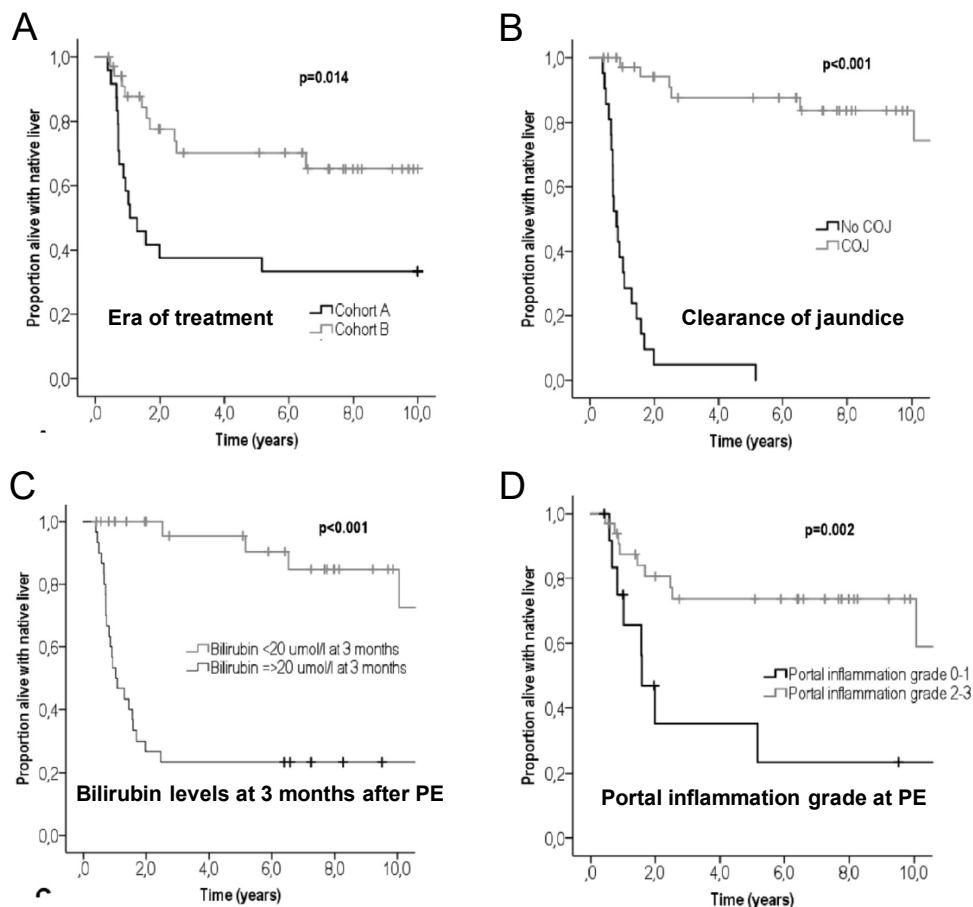 A
p=0.014
Proportion alive with native liver
1,0
0,8
0,6
0,4
0,2
0,0
Cohort A
Cohort B
Era of treatment
,0
2,0
4,0
6,0
8,0
10,0
Time (years)
B
p<0.001
Proportion alive with native liver
1,0
0,8
0,6
0,4
0,2
0,0
No COJ
COJ
Clearance of jaundice
,0
2,0
4,0
6,0
8,0
10,0
Time (years)
C
p<0.001
Proportion alive with native liver
1,0
0,8
0,6
0,4
0,2
0,0
Bilirubin <20 umol/l at 3 months
Bilirubin =>20 umol/l at 3 months
Bilirubin levels at 3 months after PE
,0
2,0
4,0
6,0
8,0
10,0
Time (years)
D
p=0.002
Proportion alive with native liver
1,0
0,8
0,6
0,4
0,2
0,0
Portal inflammation grade 0-1
Portal inflammation grade 2-3
Portal inflammation grade at PE
,0
2,0
4,0
6,0
8,0
10,0
Time (years)